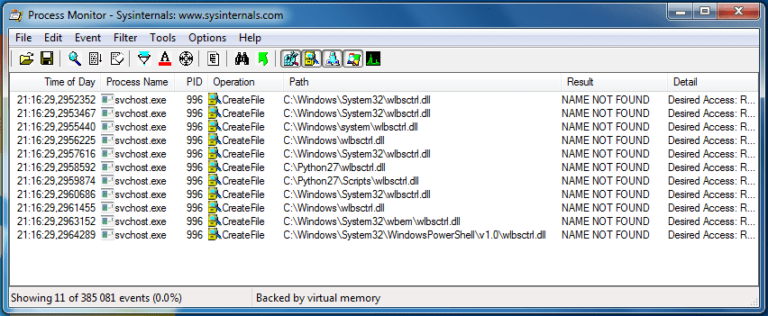 Process Monitor - Sysinternals: www.sysinternals.com
File Edit Event Filter Tools Options Help
Time of Day Process Name PID Operation Path Result Detail
21:16:29,2952352 svchost.exe 996 CreateFile C:\Windows\System32\wlbsctrl.dll NAME NOT FOUND Desired Access: R...
21:16:29,2953467 svchost.exe 996 CreateFile C:\Windows\System32\wlbsctrl.dll NAME NOT FOUND Desired Access: R...
21:16:29,2955440 svchost.exe 996 CreateFile C:\Windows\system\wlbsctrl.dll NAME NOT FOUND Desired Access: R...
21:16:29,2956225 svchost.exe 996 CreateFile C:\Windows\wlbsctrl.dll NAME NOT FOUND Desired Access: R...
21:16:29,2957616 svchost.exe 996 CreateFile C:\Windows\System32\wlbsctrl.dll NAME NOT FOUND Desired Access: R...
21:16:29,2958592 svchost.exe 996 CreateFile C:\Python27\wlbsctrl.dll NAME NOT FOUND Desired Access: R...
21:16:29,2959874 svchost.exe 996 CreateFile C:\Python27\Scripts\wlbsctrl.dll NAME NOT FOUND Desired Access: R...
21:16:29,2960686 svchost.exe 996 CreateFile C:\Windows\System32\wlbsctrl.dll NAME NOT FOUND Desired Access: R...
21:16:29,2961455 svchost.exe 996 CreateFile C:\Windows\wlbsctrl.dll NAME NOT FOUND Desired Access: R...
21:16:29,2963152 svchost.exe 996 CreateFile C:\Windows\System32\wbem\wlbsctrl.dll NAME NOT FOUND Desired Access: R...
21:16:29,2964289 svchost.exe 996 CreateFile C:\Windows\System32\WindowsPowerShell\v1.0\wlbsctrl.dll NAME NOT FOUND Desired Access: R...
Showing 11 of 385 081 events (0.0%) Backed by virtual memory